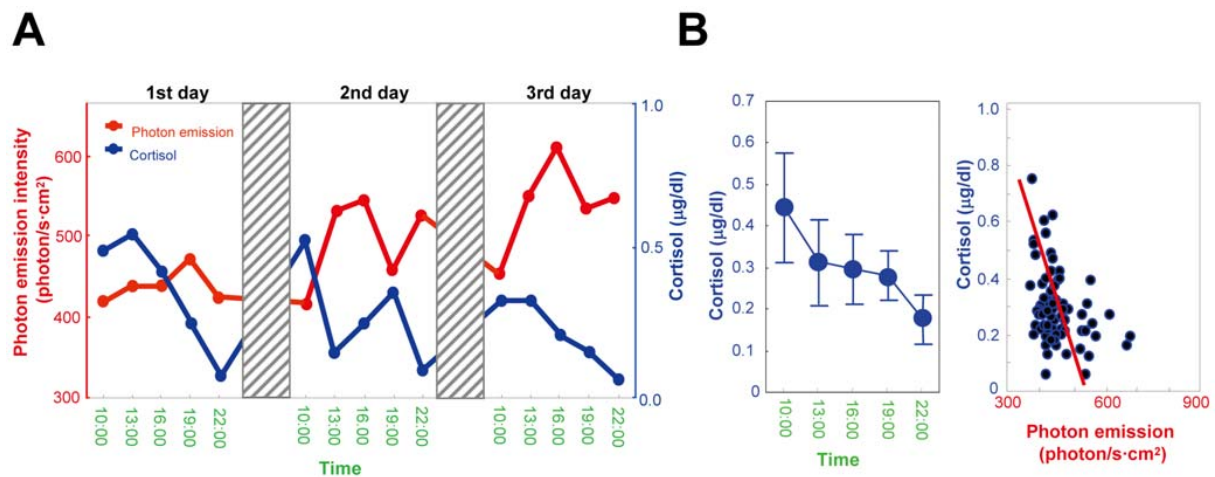 A
1st day
2nd day
3rd day
Photon emission
Cortisol
Photon emission intensity
(photon/s·cm²)
600
500
400
300
1.0
0.5
0.0
Cortisol (μg/dl)
10:00
13:00
16:00
19:00
22:00
10:00
13:00
16:00
19:00
22:00
10:00
13:00
16:00
19:00
22:00
Time
B
Cortisol (μg/dl)
0.7
0.6
0.5
0.4
0.3
0.2
0.1
0
10:00
13:00
16:00
19:00
22:00
Time
Cortisol (μg/dl)
1.0
0.8
0.6
0.4
0.2
0
300
600
900
Photon emission
(photon/s·cm²)